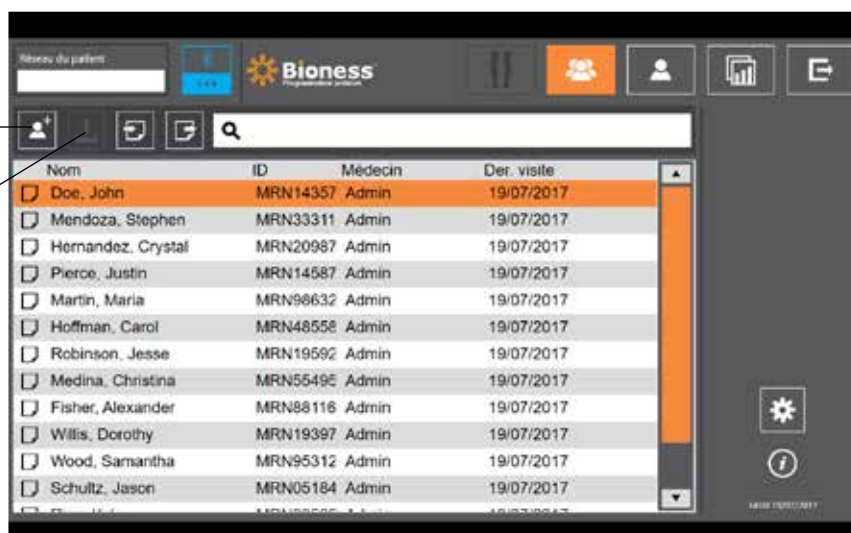 Réseau du patient
Bioness
Nom ID Médecin Der. visite
Doe, John MRN14357 Admin 19/07/2017
Mendoza, Stephen MRN33311 Admin 19/07/2017
Hernandez, Crystal MRN20987 Admin 19/07/2017
Pierce, Justin MRN14587 Admin 19/07/2017
Martin, Maria MRN98632 Admin 19/07/2017
Hoffman, Carol MRN48558 Admin 19/07/2017
Robinson, Jesse MRN19592 Admin 19/07/2017
Medina, Christina MRN55495 Admin 19/07/2017
Fisher, Alexander MRN88116 Admin 19/07/2017
Willis, Dorothy MRN19397 Admin 19/07/2017
Wood, Samantha MRN95312 Admin 19/07/2017
Schultz, Jason MRN05184 Admin 19/07/2017